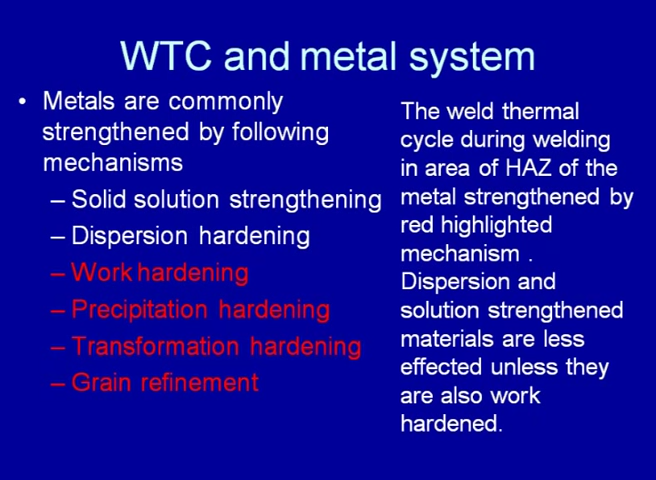 WTC and metal system
• Metals are commonly
strengthened by following
mechanisms
– Solid solution strengthening
– Dispersion hardening
– Work hardening
– Precipitation hardening
– Transformation hardening
– Grain refinement
The weld thermal
cycle during welding
in area of HAZ of the
metal strengthened by
red highlighted
mechanism .
Dispersion and
solution strengthened
materials are less
effected unless they
are also work
hardened.